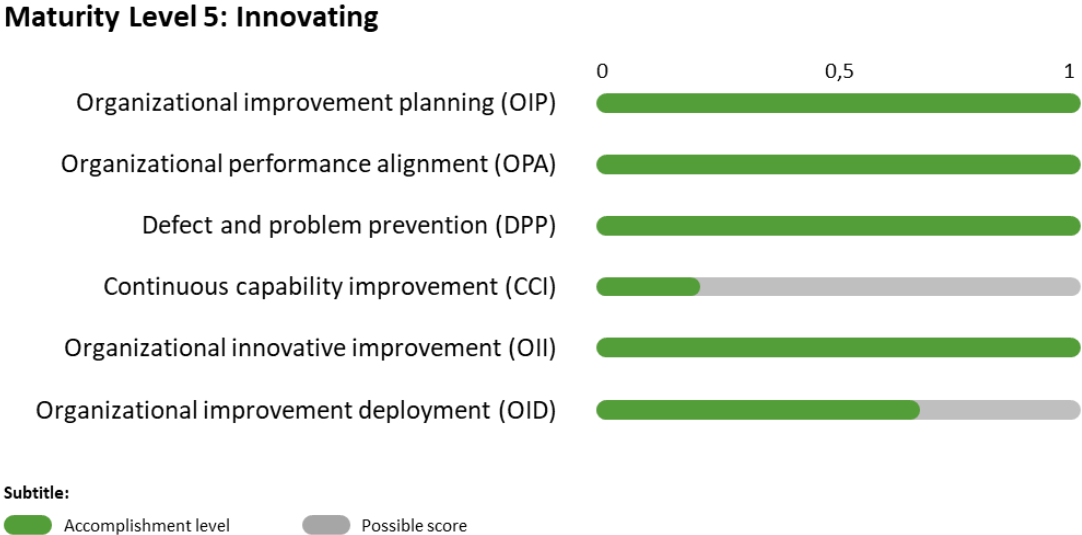 Maturity Level 5: Innovating
0 0,5 1
Organizational improvement planning (OIP)
Organizational performance alignment (OPA)
Defect and problem prevention (DPP)
Continuous capability improvement (CCI)
Organizational innovative improvement (OII)
Organizational improvement deployment (OID)
Subtitle:
Accomplishment level Possible score